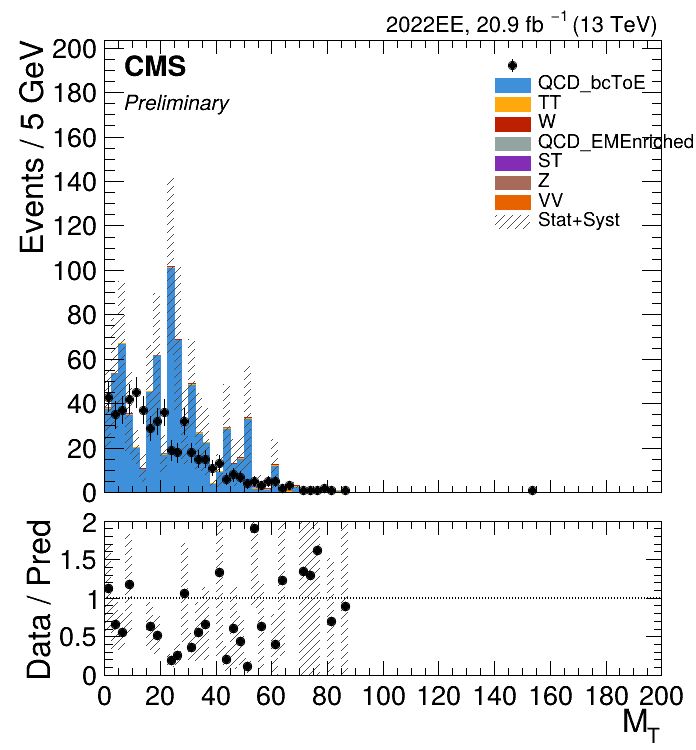 2022EE, 20.9 fb⁻¹ (13 TeV)
CMS
Preliminary
Events / 5 GeV
200
180
160
140
120
100
80
60
40
20
0
QCD_bcToE
TT
W
QCD_EMEnriched
ST
Z
VV
Stat+Syst
Data / Pred
2
1.5
1
0.5
0
0 20 40 60 80 100 120 140 160 180 200
M_T